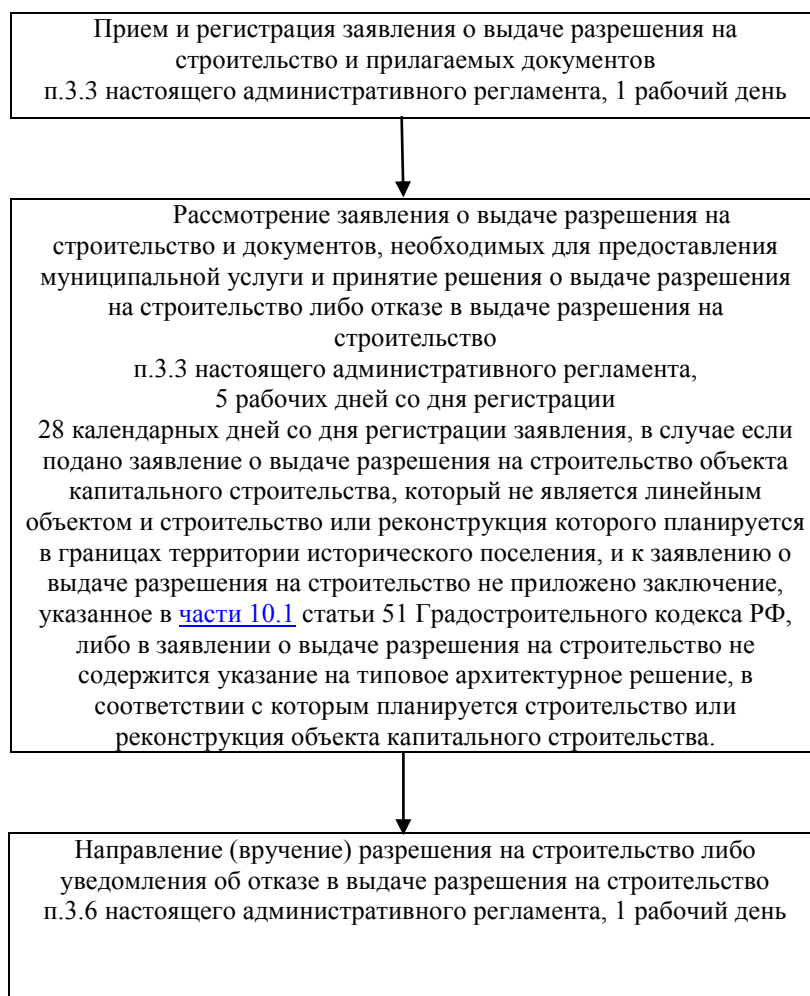 Прием и регистрация заявления о выдаче разрешения на
строительство и прилагаемых документов
п.3.3 настоящего административного регламента, 1 рабочий день
Рассмотрение заявления о выдаче разрешения на
строительство и документов, необходимых для предоставления
муниципальной услуги и принятие решения о выдаче разрешения
на строительство либо отказе в выдаче разрешения на
строительство
п.3.3 настоящего административного регламента,
5 рабочих дней со дня регистрации
28 календарных дней со дня регистрации заявления, в случае если
подано заявление о выдаче разрешения на строительство объекта
капитального строительства, который не является линейным
объектом и строительство или реконструкция которого планируется
в границах территории исторического поселения, и к заявлению о
выдаче разрешения на строительство не приложено заключение,
указанное в части 10.1 статьи 51 Градостроительного кодекса РФ,
либо в заявлении о выдаче разрешения на строительство не
содержится указание на типовое архитектурное решение, в
соответствии с которым планируется строительство или
реконструкция объекта капитального строительства.
Направление (вручение) разрешения на строительство либо
уведомления об отказе в выдаче разрешения на строительство
п.3.6 настоящего административного регламента, 1 рабочий день